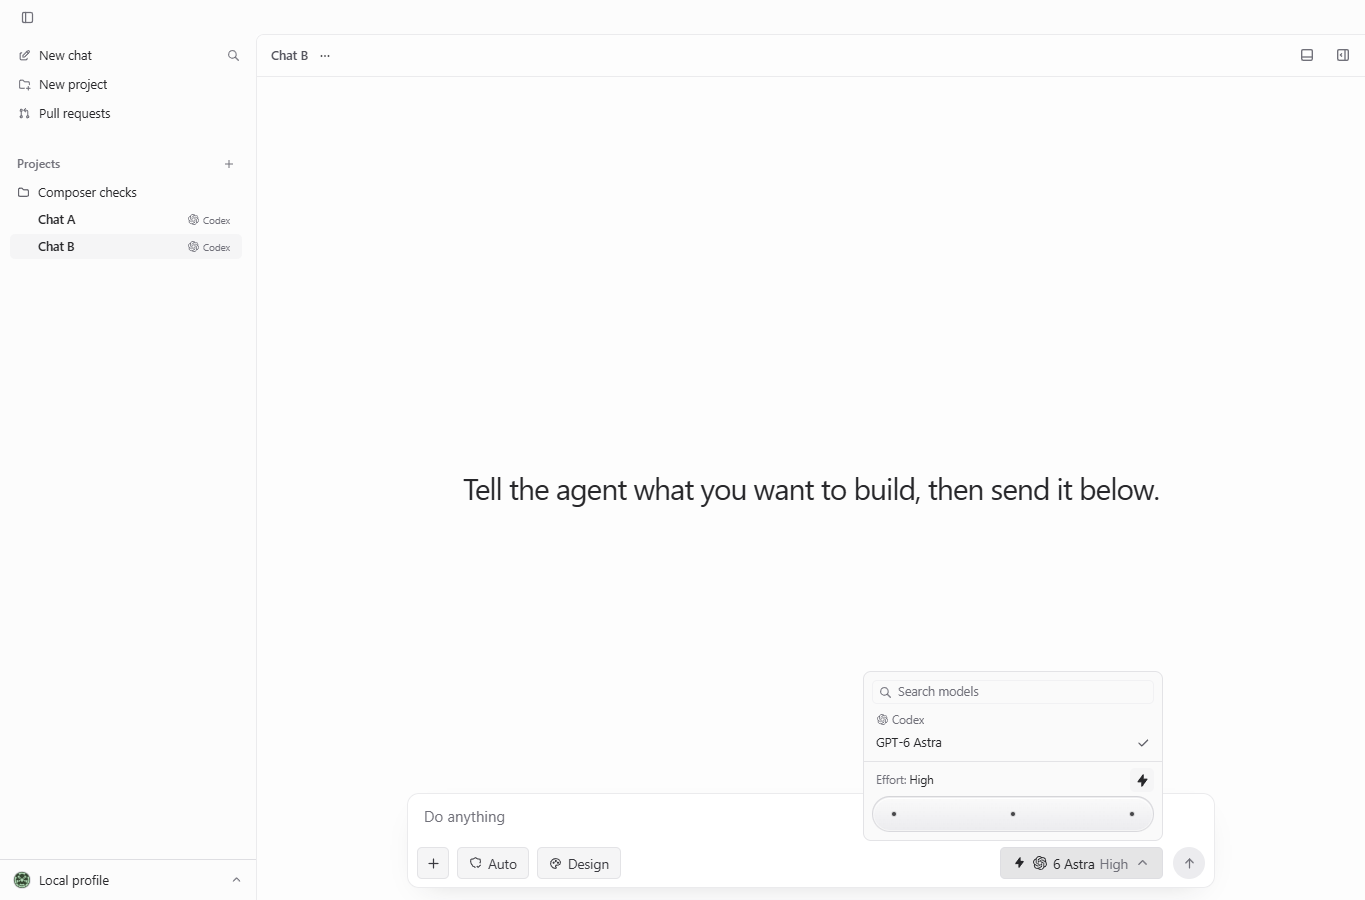 New chat
New project
Pull requests
Projects
Composer checks
Chat A Codex
Chat B Codex
Local profile
Chat B ...
Tell the agent what you want to build, then send it below.
Search models
Codex
GPT-6 Astra
Effort: High
Do anything
Auto Design 6 Astra High